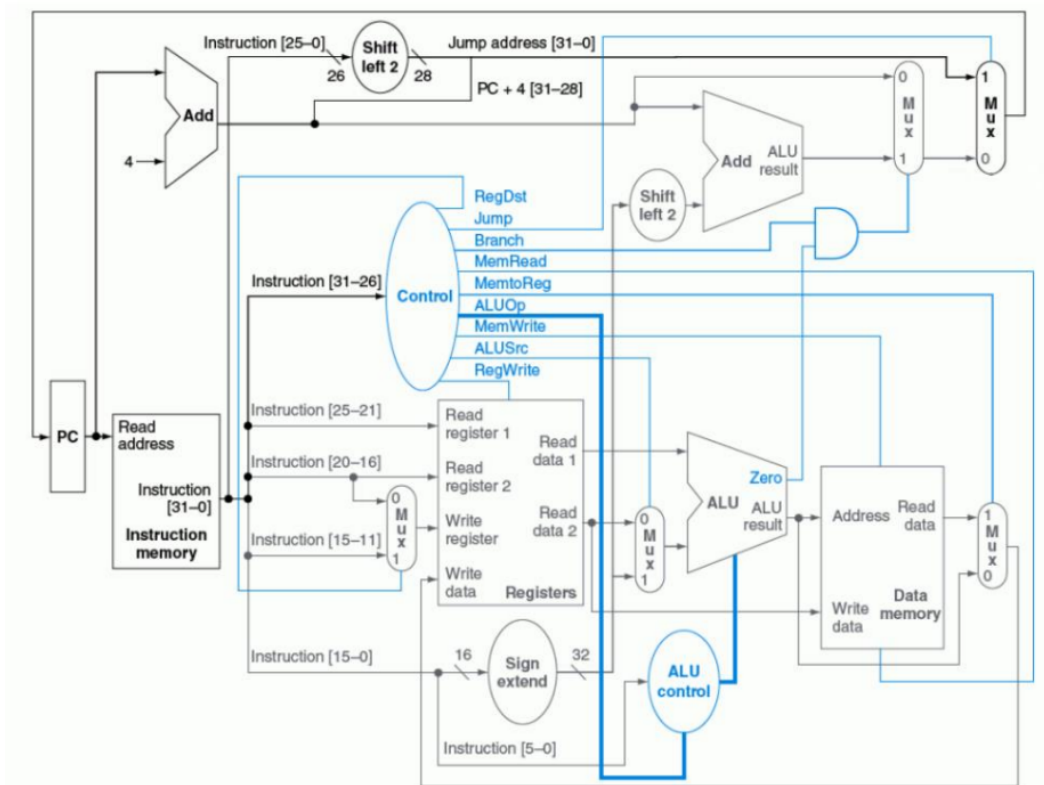 Instruction [25–0]
Shift
left 2
Jump address [31–0]
26
28
PC + 4 [31–28]
Add
4
0
M
u
x
1
1
M
u
x
0
Add
ALU
result
Shift
left 2
RegDst
Jump
Branch
MemRead
MemtoReg
ALUOp
MemWrite
ALUSrc
RegWrite
Control
Instruction [31–26]
PC
Read
address
Instruction
[31–0]
Instruction
memory
Instruction [25–21]
Instruction [20–16]
Instruction [15–11]
0
M
u
x
1
Read
register 1
Read
register 2
Write
register
Write
data
Read
data 1
Read
data 2
Registers
0
M
u
x
1
Zero
ALU
ALU
result
Address
Read
data
Write
data
Data
memory
1
M
u
x
0
Instruction [15–0]
16
Sign
extend
32
ALU
control
Instruction [5–0]